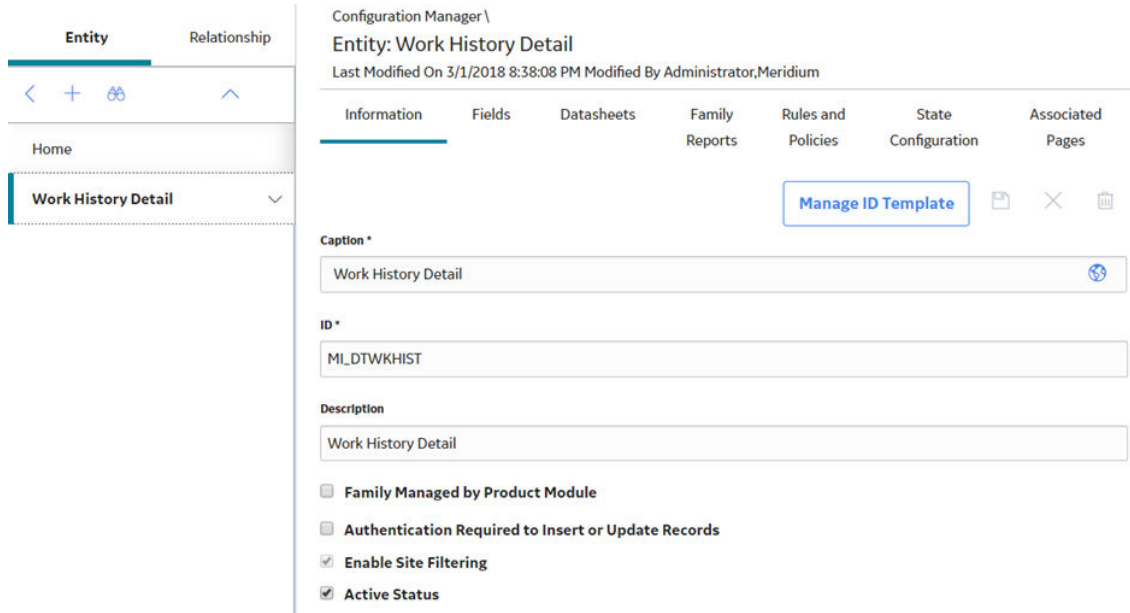 Entity Relationship
Home
Work History Detail
Configuration Manager\
Entity: Work History Detail
Last Modified On 3/1/2018 8:38:08 PM Modified By Administrator,Meridium
Information Fields Datasheets Family Reports Rules and Policies State Configuration Associated Pages
Manage ID Template
Caption *
Work History Detail
ID *
MI_DTWKHIST
Description
Work History Detail
Family Managed by Product Module
Authentication Required to Insert or Update Records
Enable Site Filtering
Active Status